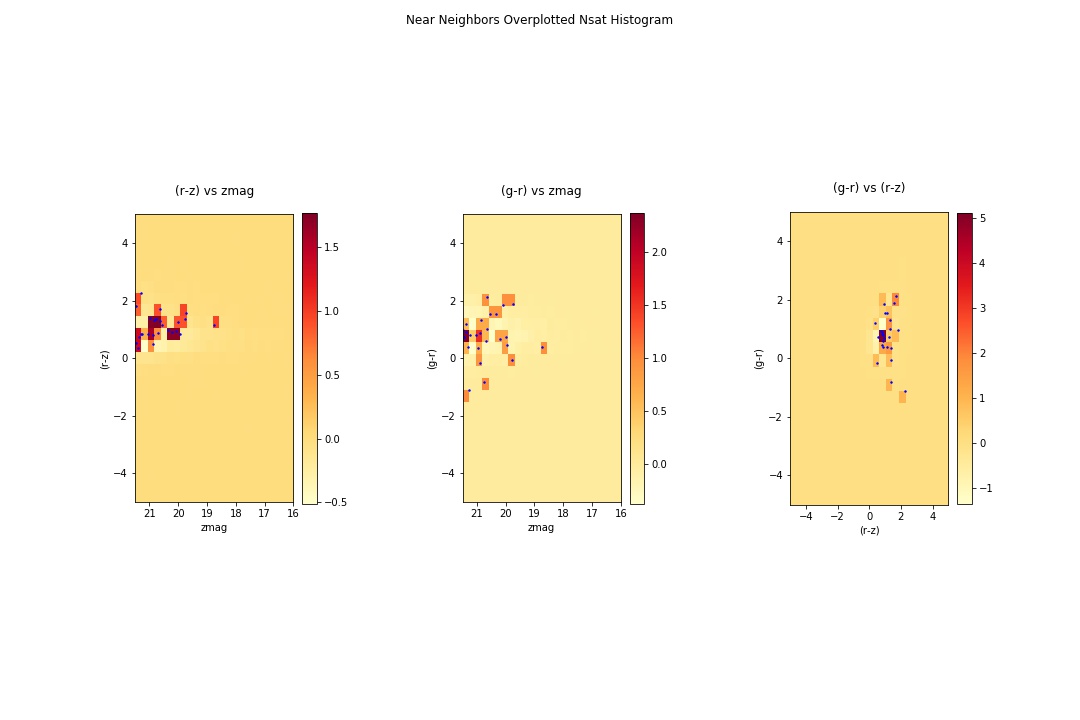 Near Neighbors Overplotted Nsat Histogram
(r-z) vs zmag
(r-z)
4
2
0
−2
−4
21 20 19 18 17 16
zmag
1.5
1.0
0.5
0.0
−0.5
(g-r) vs zmag
(g-r)
4
2
0
−2
−4
21 20 19 18 17 16
zmag
2.0
1.5
1.0
0.5
0.0
(g-r) vs (r-z)
(g-r)
4
2
0
−2
−4
−4 −2 0 2 4
(r-z)
5
4
3
2
1
0
−1